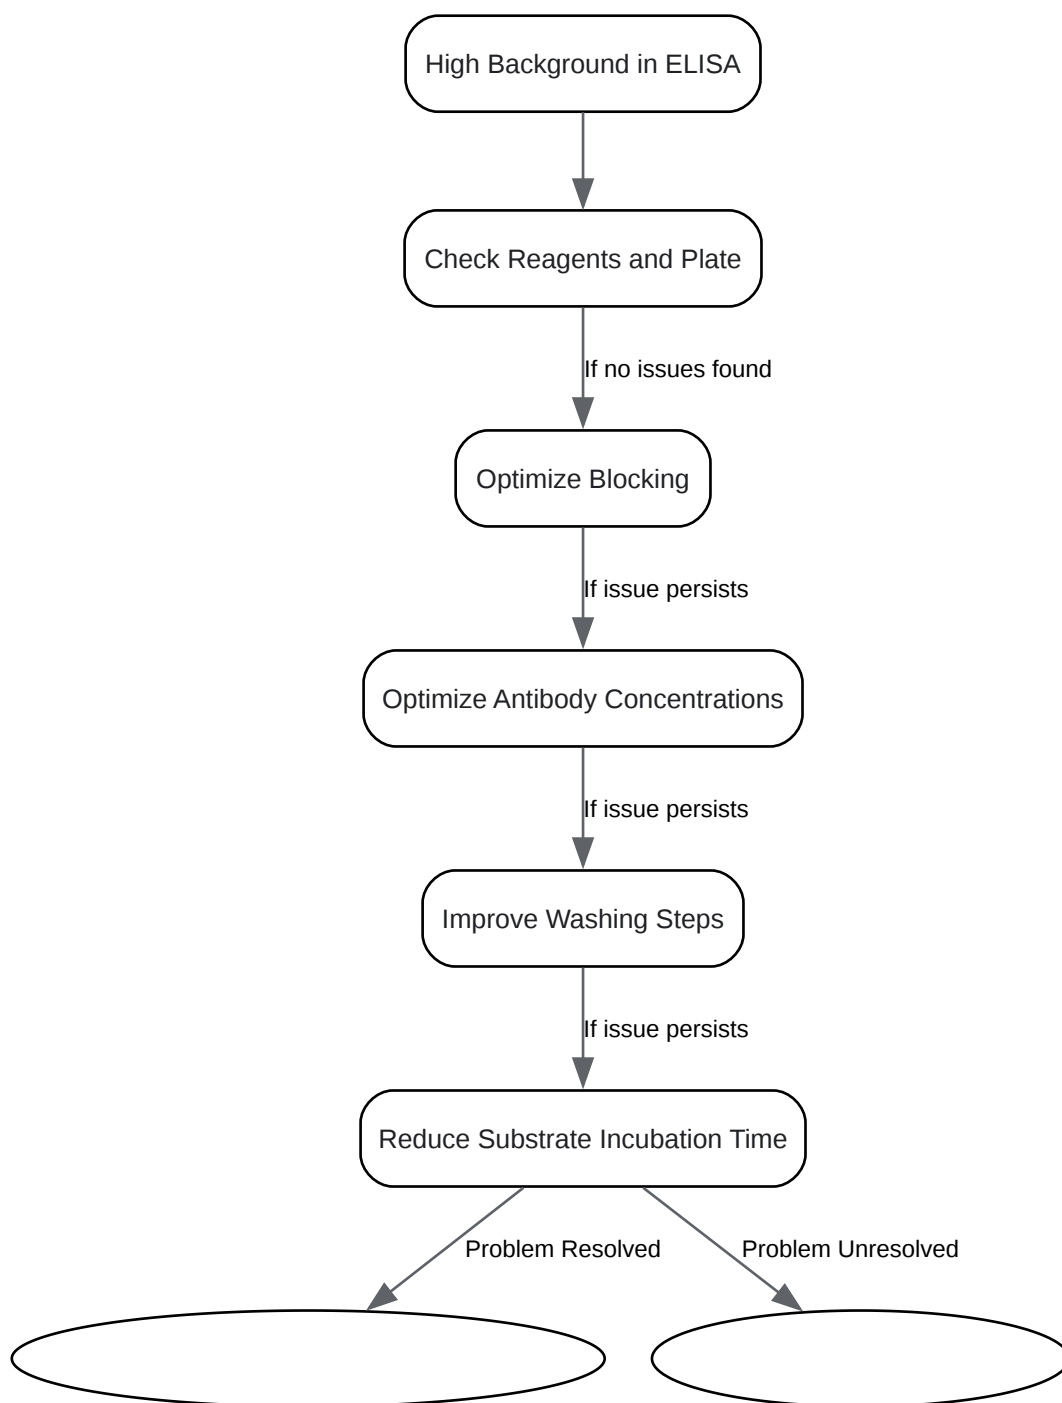 High Background in ELISA
Check Reagents and Plate
If no issues found
Optimize Blocking
If issue persists
Optimize Antibody Concentrations
If issue persists
Improve Washing Steps
If issue persists
Reduce Substrate Incubation Time
Problem Resolved
Problem Unresolved